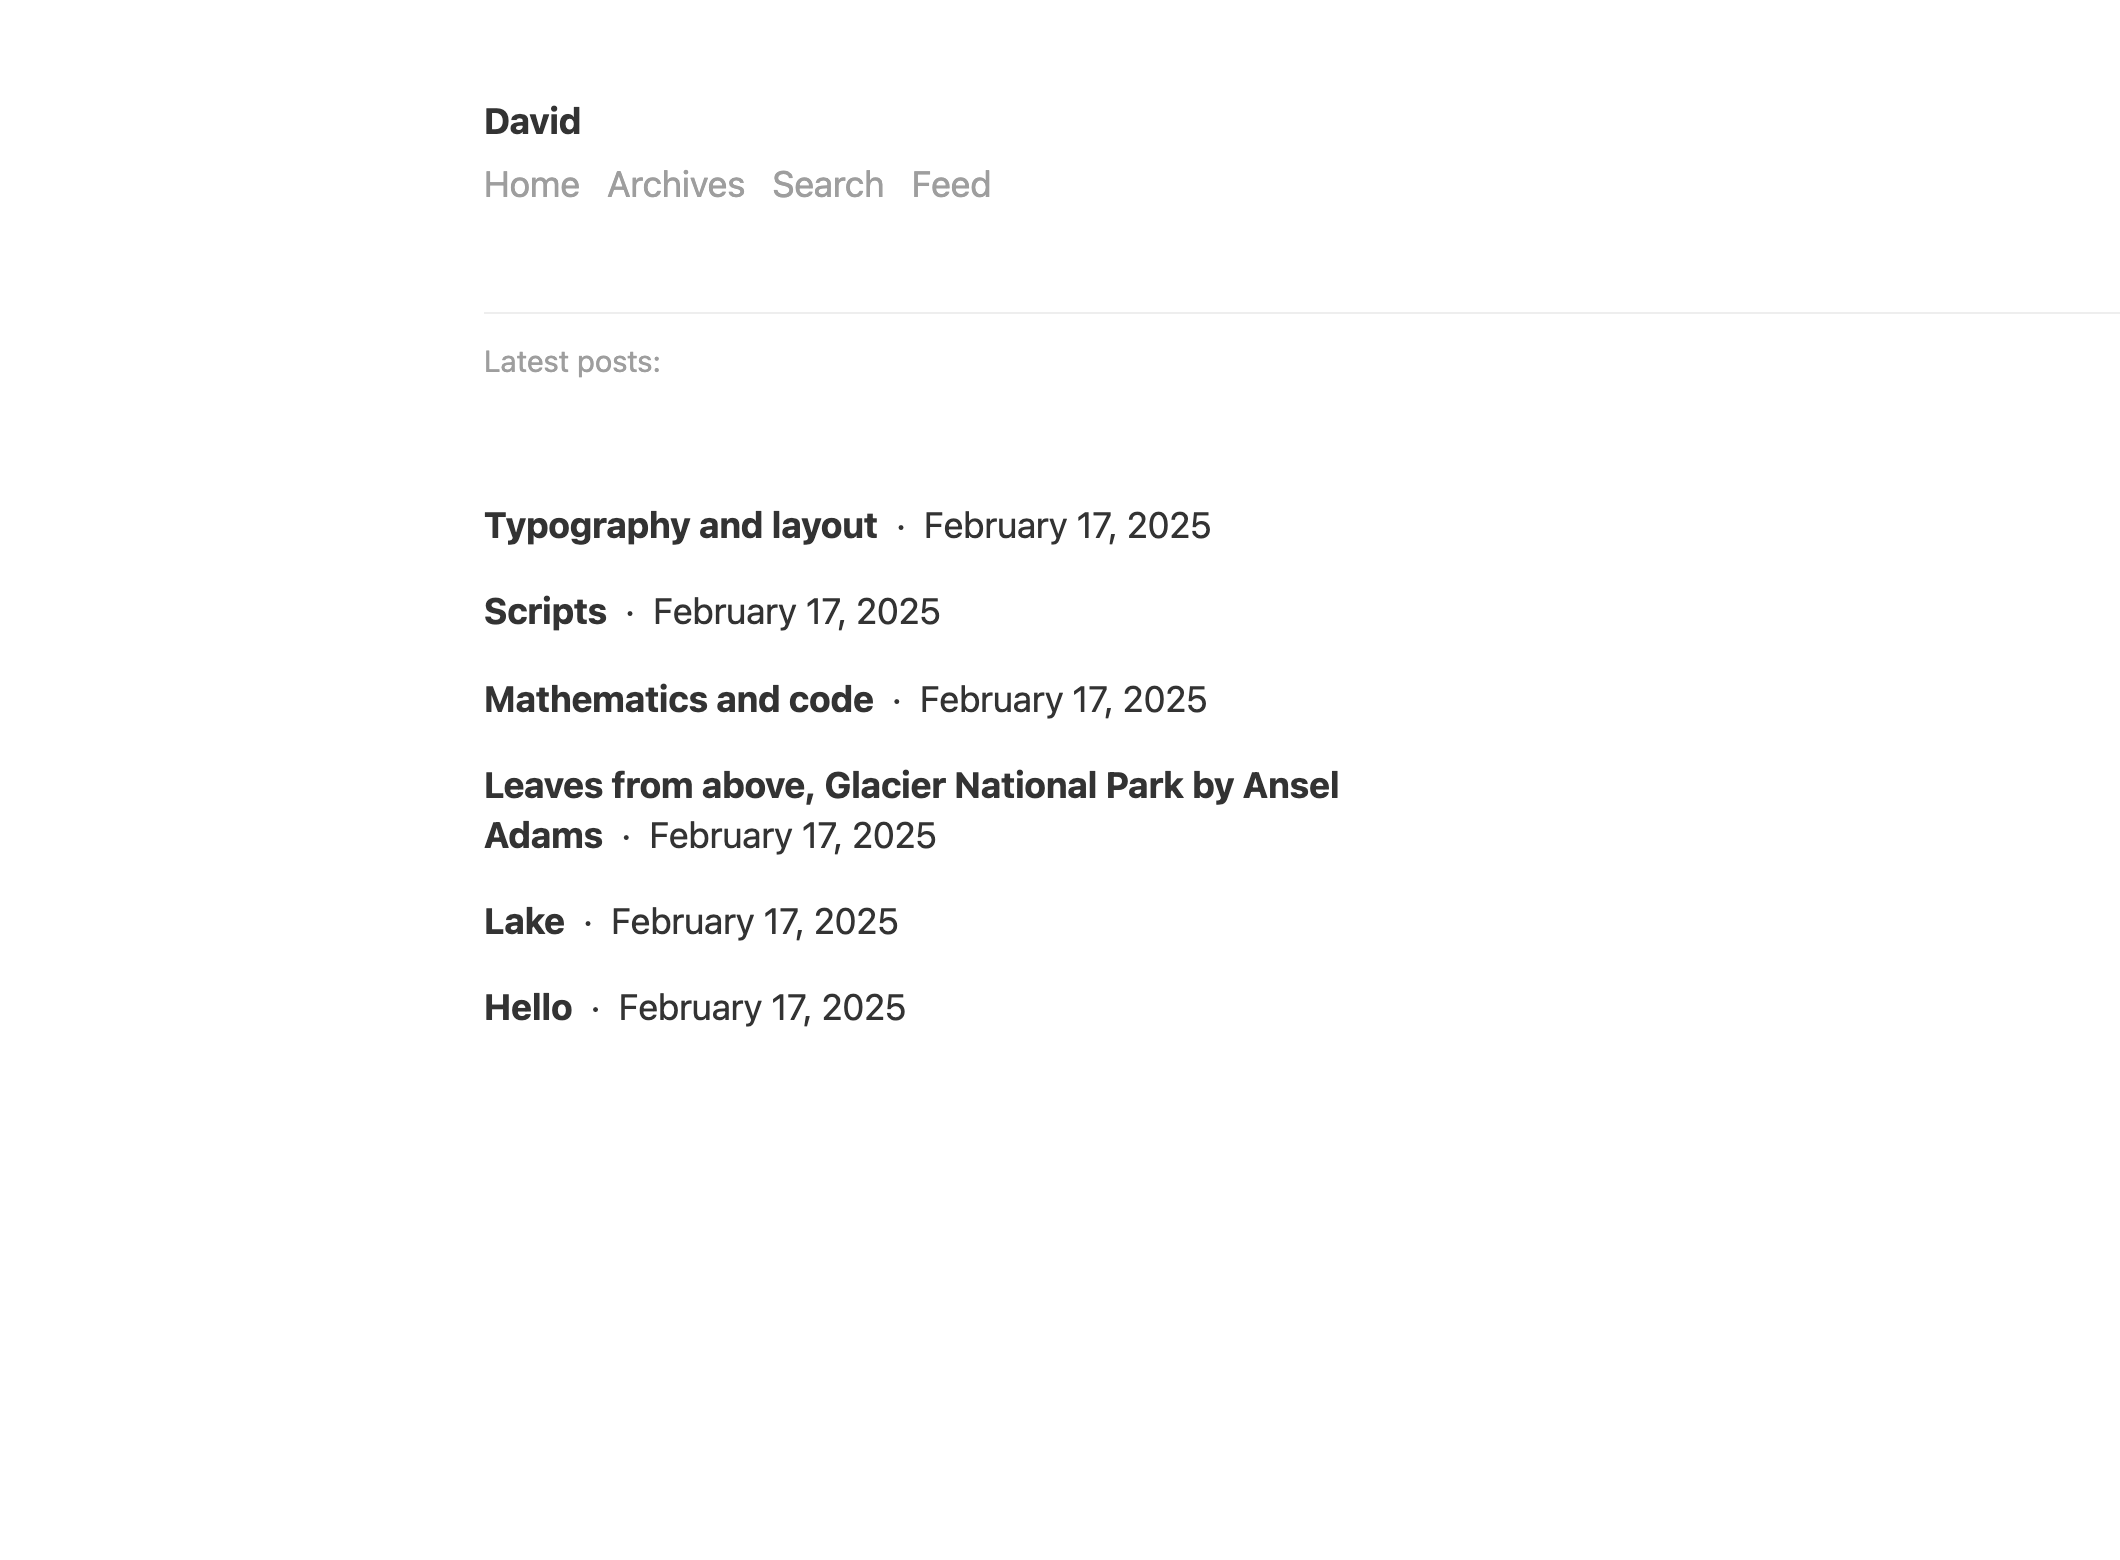 David
Home Archives Search Feed
Latest posts:
Typography and layout · February 17, 2025
Scripts · February 17, 2025
Mathematics and code · February 17, 2025
Leaves from above, Glacier National Park by Ansel
Adams · February 17, 2025
Lake · February 17, 2025
Hello · February 17, 2025